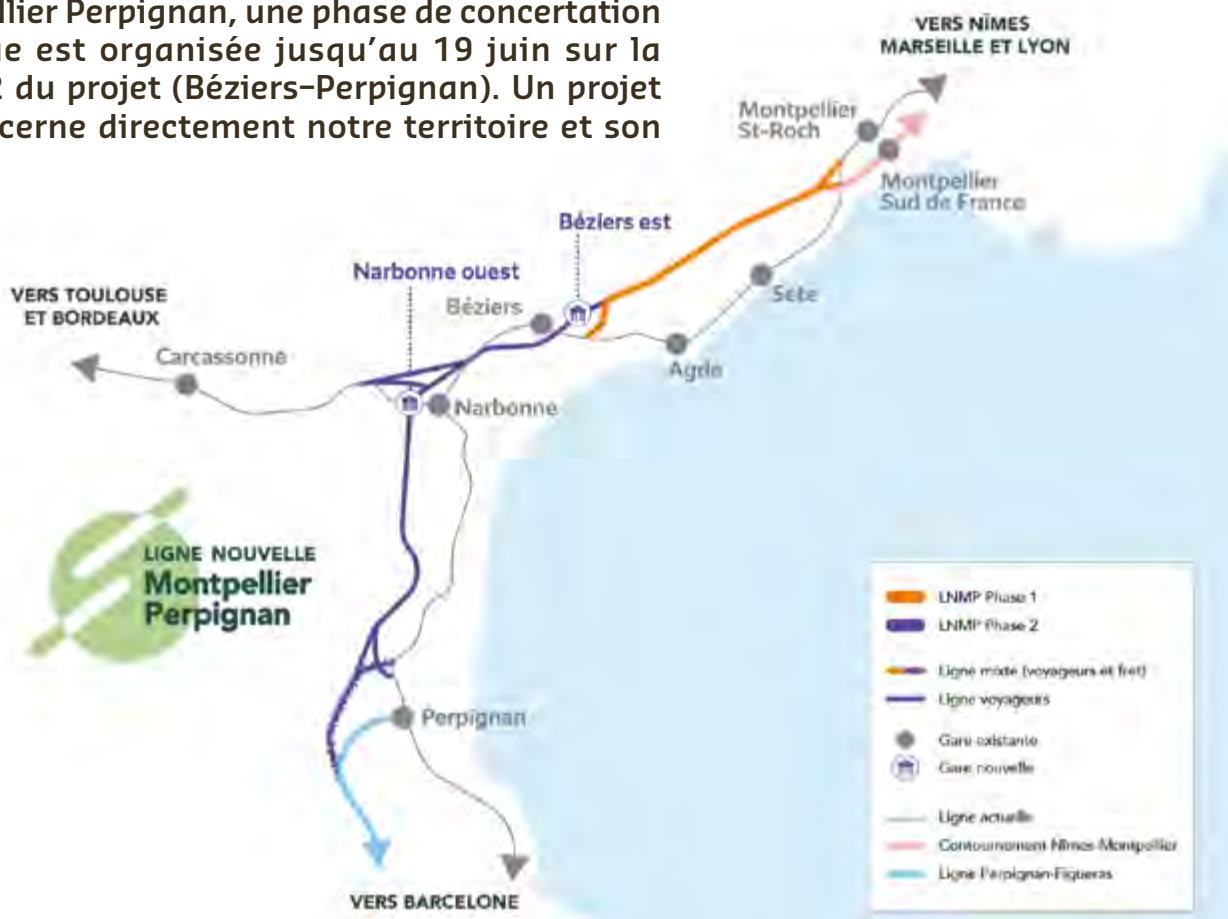 llier Perpignan, une phase de concertation
ue est organisée jusqu’au 19 juin sur la
2 du projet (Béziers–Perpignan). Un projet
cerne directement notre territoire et son
VERS NÎMES
MARSEILLE ET LYON
Montpellier
St-Roch
Montpellier
Sud de France
Béziers est
Narbonne ouest
Sète
VERS TOULOUSE
ET BORDEAUX
Béziers
Carcassonne
Agde
Narbonne
LIGNE NOUVELLE
Montpellier
Perpignan
Perpignan
VERS BARCELONE
LNMP Phase 1
LNMP Phase 2
Ligne mixte (voyageurs et fret)
Ligne voyageurs
Gare existante
Gare nouvelle
Ligne actuelle
Contournement Nîmes-Montpellier
Ligne Perpignan-Figueras